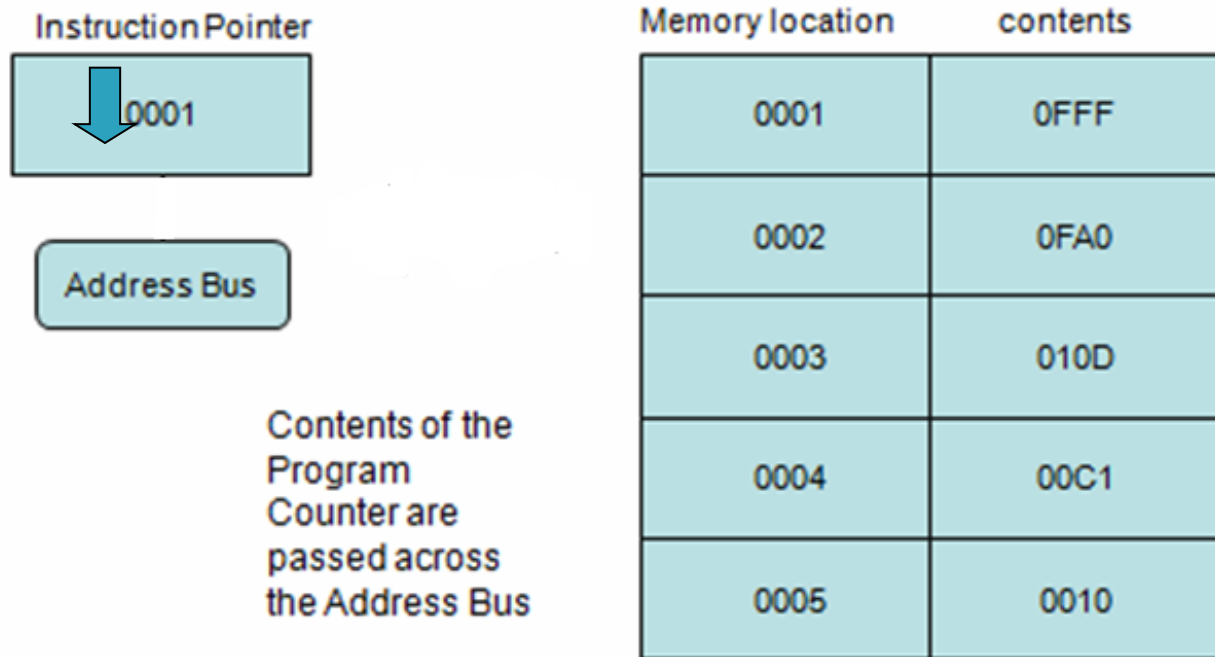 Instruction Pointer
0001
Address Bus
Contents of the
Program
Counter are
passed across
the Address Bus
Memory location contents
0001 0FFF
0002 0FA0
0003 010D
0004 00C1
0005 0010